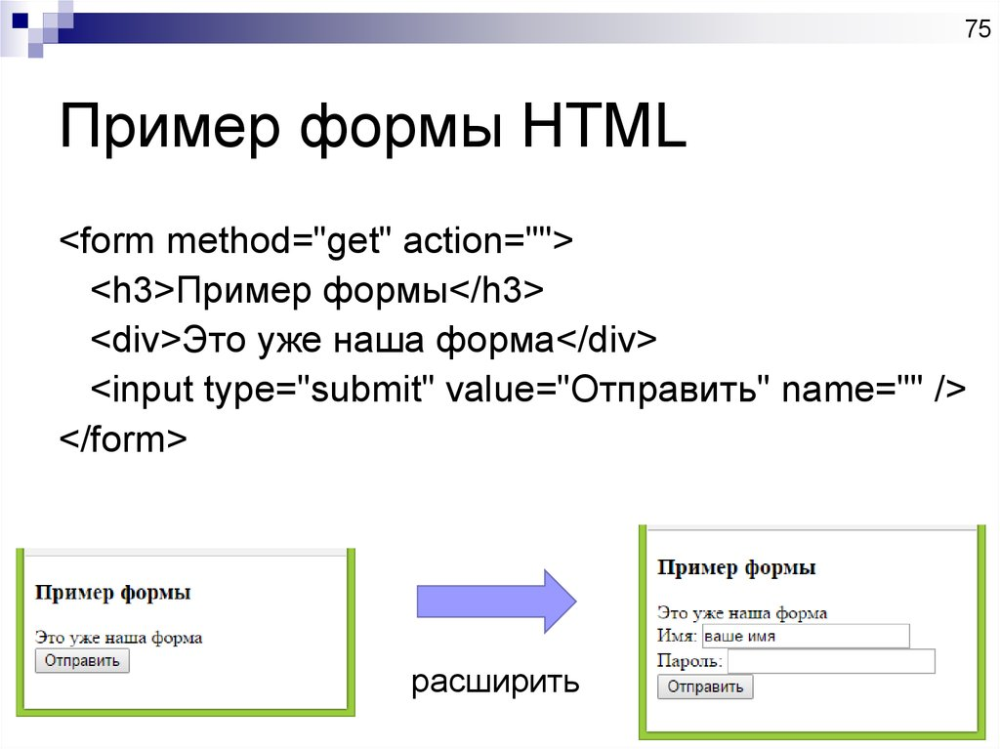 75
Пример формы HTML
<form method="get" action="">
<h3>Пример формы</h3>
<div>Это уже наша форма</div>
<input type="submit" value="Отправить" name="" />
</form>
Пример формы
Это уже наша форма
Отправить
расширить
Пример формы
Это уже наша форма
Имя: ваше имя
Пароль:
Отправить